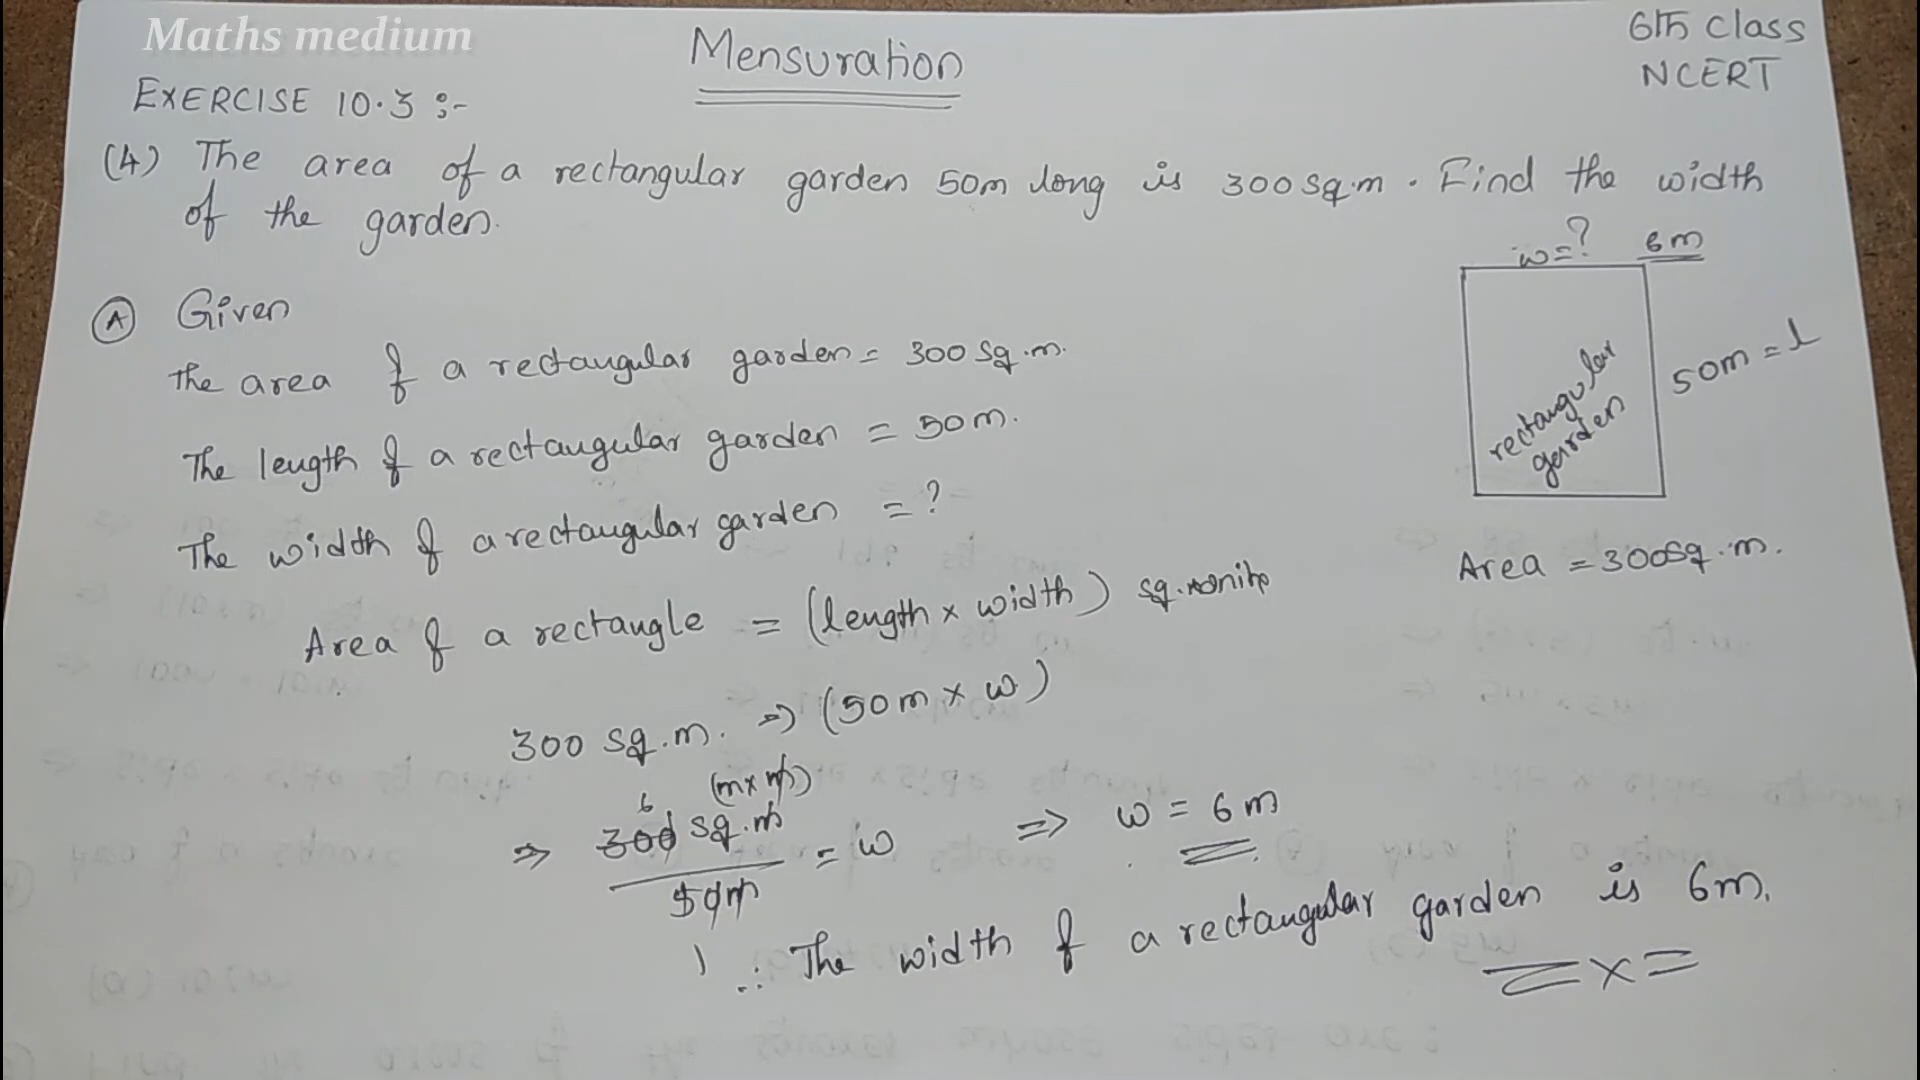 Maths medium
Mensuration
6th Class
NCERT
EXERCISE 10.3 :-
(4) The area of a rectangular garden 50m long is 300 sq.m. Find the width
of the garden.
w=? 6m
rectangular
garden
50m = l
Area = 300sq.m.
(A) Given
The area of a rectangular garden = 300 sq.m.
The length of a rectangular garden = 50m.
The width of a rectangular garden = ?
Area of a rectangle = (length x width) sq.units
300 sq.m. => (50m x w)
(m x m)
6
=> 300 sq.m = w => w = 6m
50m
1
∴ The width of a rectangular garden is 6m.
=x=